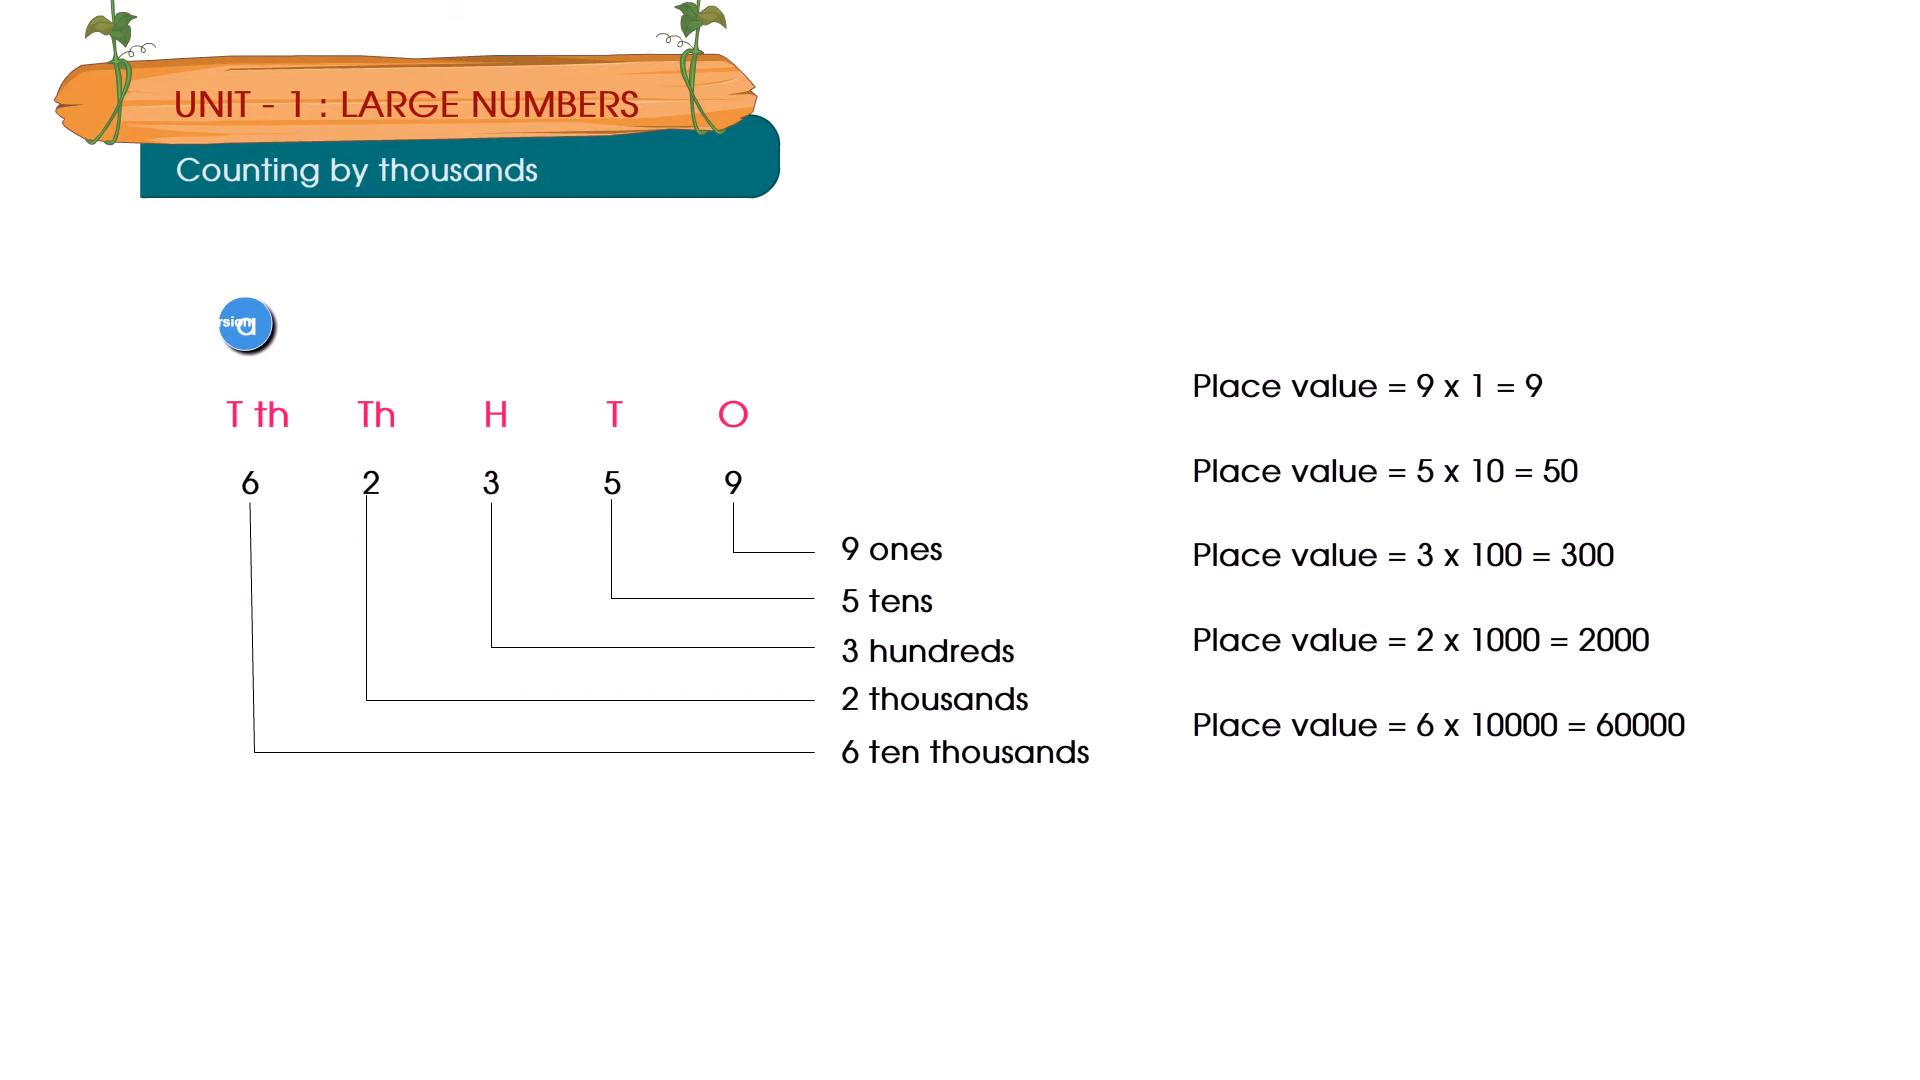 UNIT - 1 : LARGE NUMBERS
Counting by thousands
a
T th Th H T O
6 2 3 5 9
9 ones
5 tens
3 hundreds
2 thousands
6 ten thousands
Place value = 9 x 1 = 9
Place value = 5 x 10 = 50
Place value = 3 x 100 = 300
Place value = 2 x 1000 = 2000
Place value = 6 x 10000 = 60000